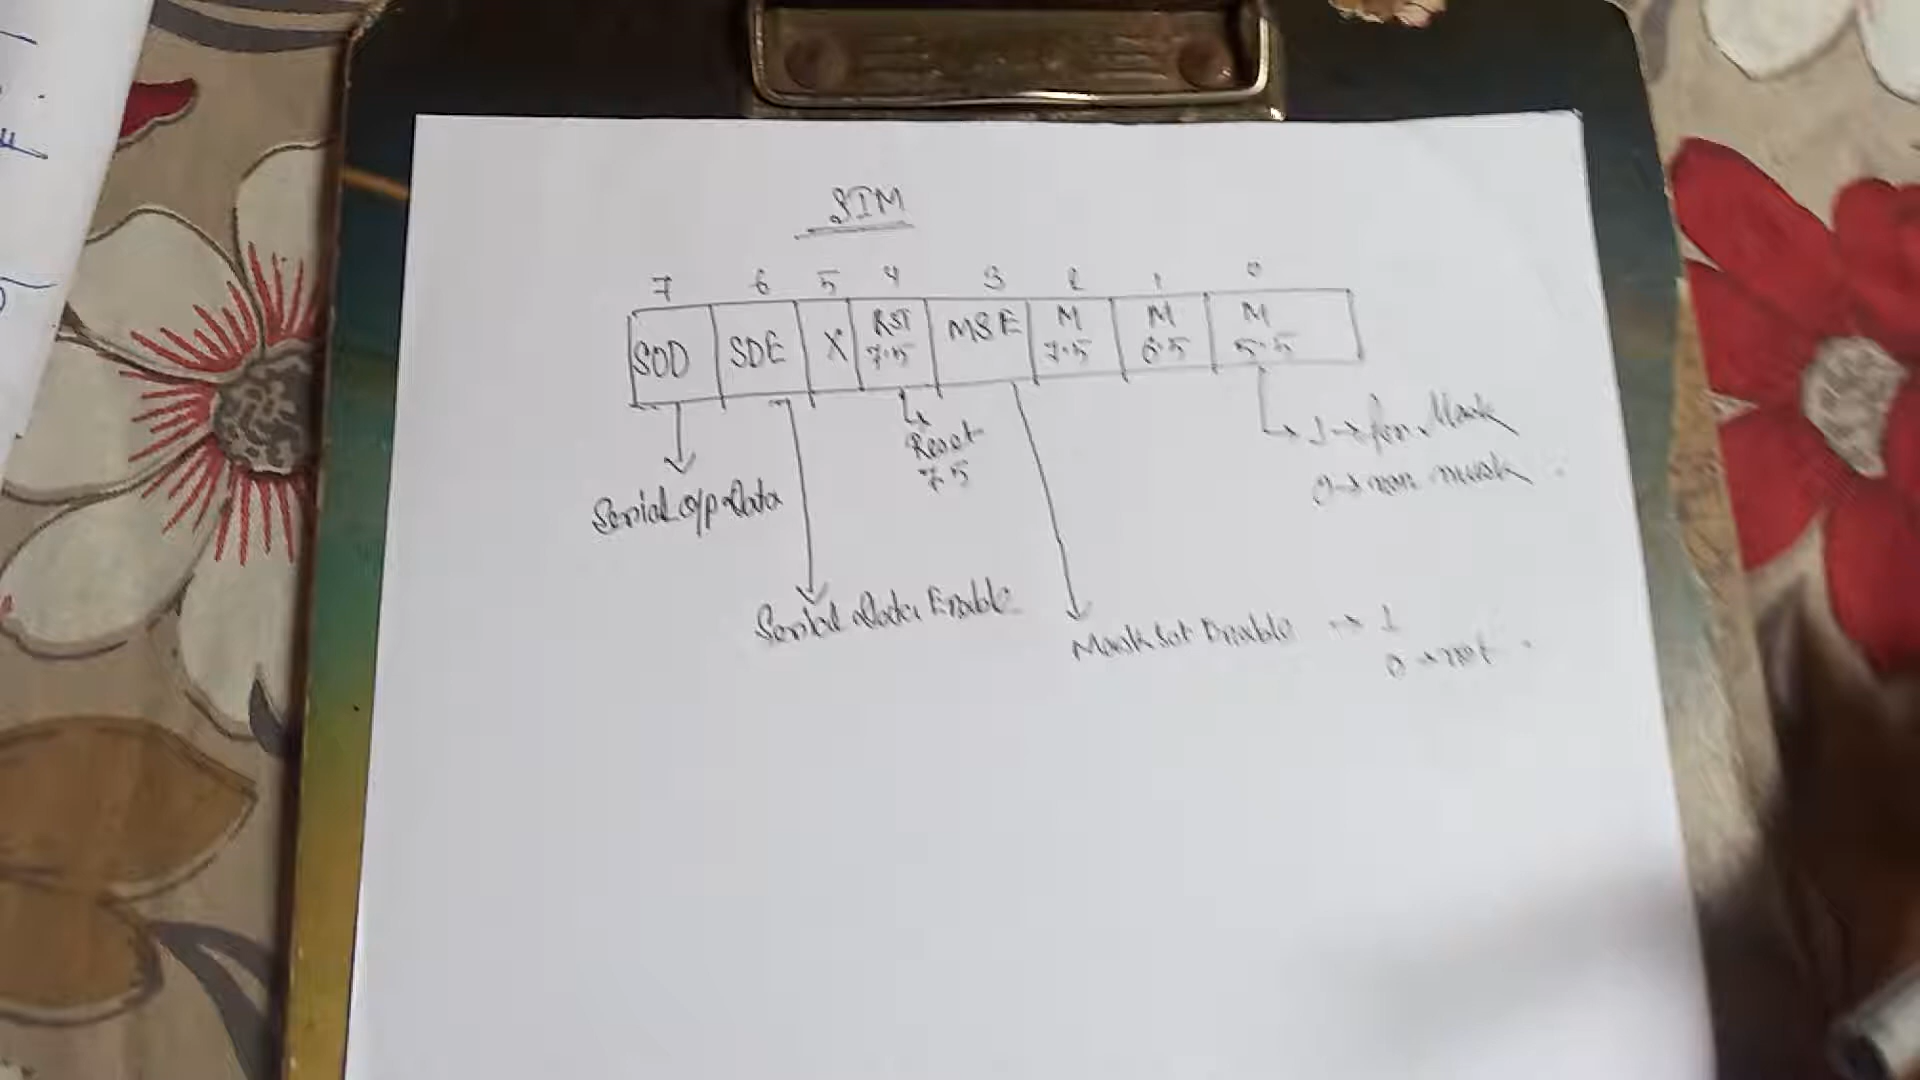 SIM
7 6 5 4 3 2 1 0
SOD SDE X RST 7.5 MSE M 7.5 M 6.5 M 5.5
1→for Mask
0→non mask
Reset
7.5
Serial o/p Data
Serial Data Enable
Mask Set Enable → 1
0→not